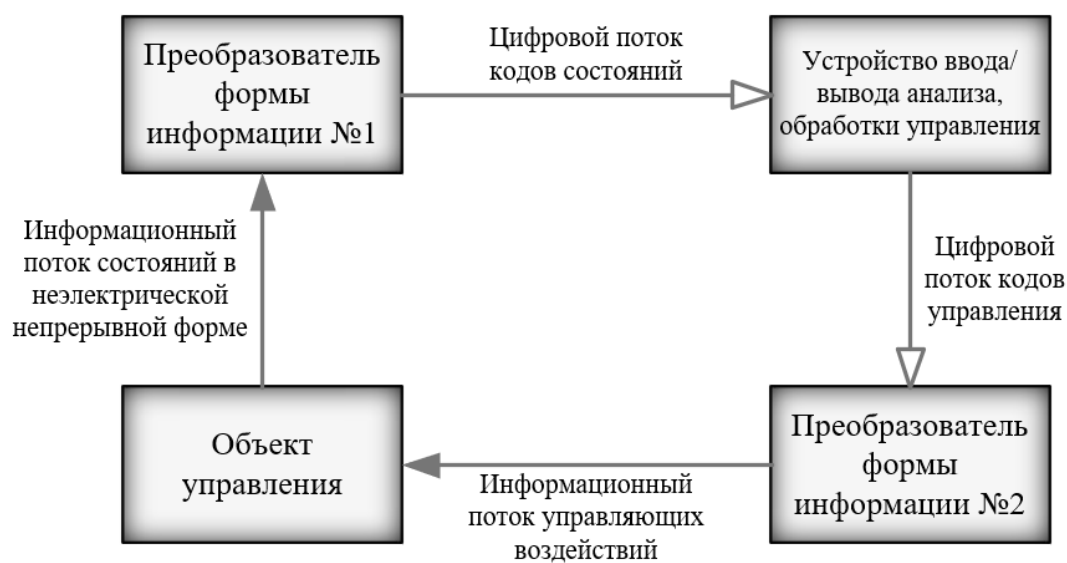 Преобразователь
формы
информации №1
Цифровой поток
кодов состояний
Устройство ввода/
вывода анализа,
обработки управления
Информационный
поток состояний в
неэлектрической
непрерывной форме
Цифровой
поток кодов
управления
Объект
управления
Информационный
поток управляющих
воздействий
Преобразователь
формы
информации №2